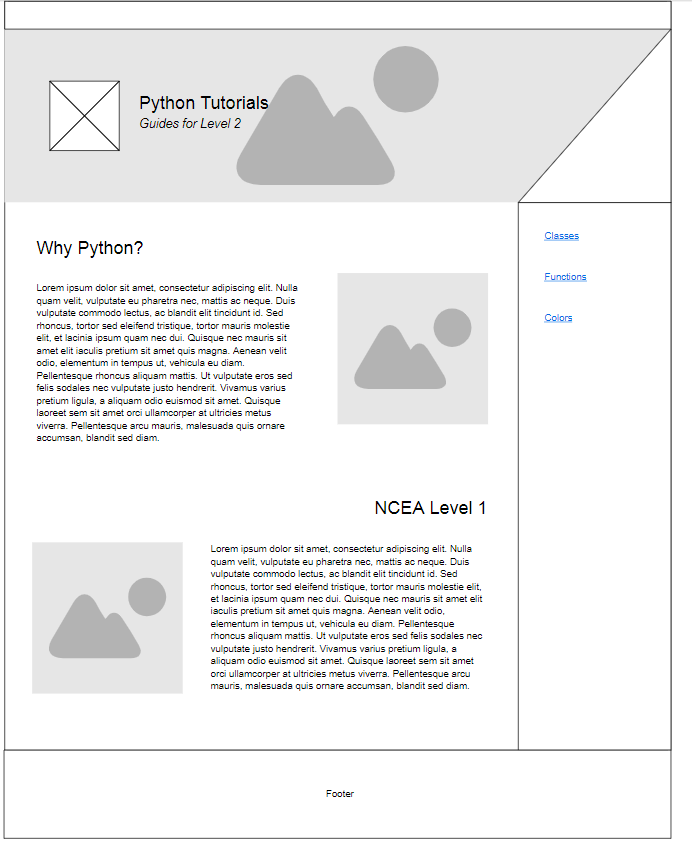 Python Tutorials
Guides for Level 2
Why Python?
Lorem ipsum dolor sit amet, consectetur adipiscing elit. Nulla
quam velit, vulputate eu pharetra nec, mattis ac neque. Duis
vulputate commodo lectus, ac blandit elit tincidunt id. Sed
rhoncus, tortor sed eleifend tristique, tortor mauris molestie
elit, et lacinia ipsum quam nec dui. Quisque nec mauris sit
amet elit iaculis pretium sit amet quis magna. Aenean velit
odio, elementum in tempus ut, vehicula eu diam.
Pellentesque rhoncus aliquam mattis. Ut vulputate eros sed
felis sodales nec vulputate justo hendrerit. Vivamus varius
pretium ligula, a aliquam odio euismod sit amet. Quisque
laoreet sem sit amet orci ullamcorper at ultricies metus
viverra. Pellentesque arcu mauris, malesuada quis ornare
accumsan, blandit sed diam.
Classes
Functions
Colors
NCEA Level 1
Lorem ipsum dolor sit amet, consectetur adipiscing elit. Nulla
quam velit, vulputate eu pharetra nec, mattis ac neque. Duis
vulputate commodo lectus, ac blandit elit tincidunt id. Sed
rhoncus, tortor sed eleifend tristique, tortor mauris molestie elit,
et lacinia ipsum quam nec dui. Quisque nec mauris sit amet elit
iaculis pretium sit amet quis magna. Aenean velit odio,
elementum in tempus ut, vehicula eu diam. Pellentesque
rhoncus aliquam mattis. Ut vulputate eros sed felis sodales nec
vulputate justo hendrerit. Vivamus varius pretium ligula, a
aliquam odio euismod sit amet. Quisque laoreet sem sit amet
orci ullamcorper at ultricies metus viverra. Pellentesque arcu
mauris, malesuada quis ornare accumsan, blandit sed diam.
Footer